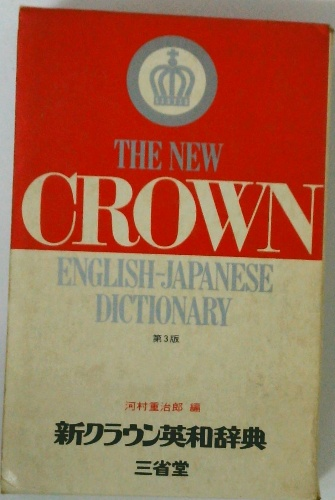 THE NEW
CROWN
ENGLISH-JAPANESE
DICTIONARY
第3版
河村重治郎 編
新クラウン英和辞典
三省堂